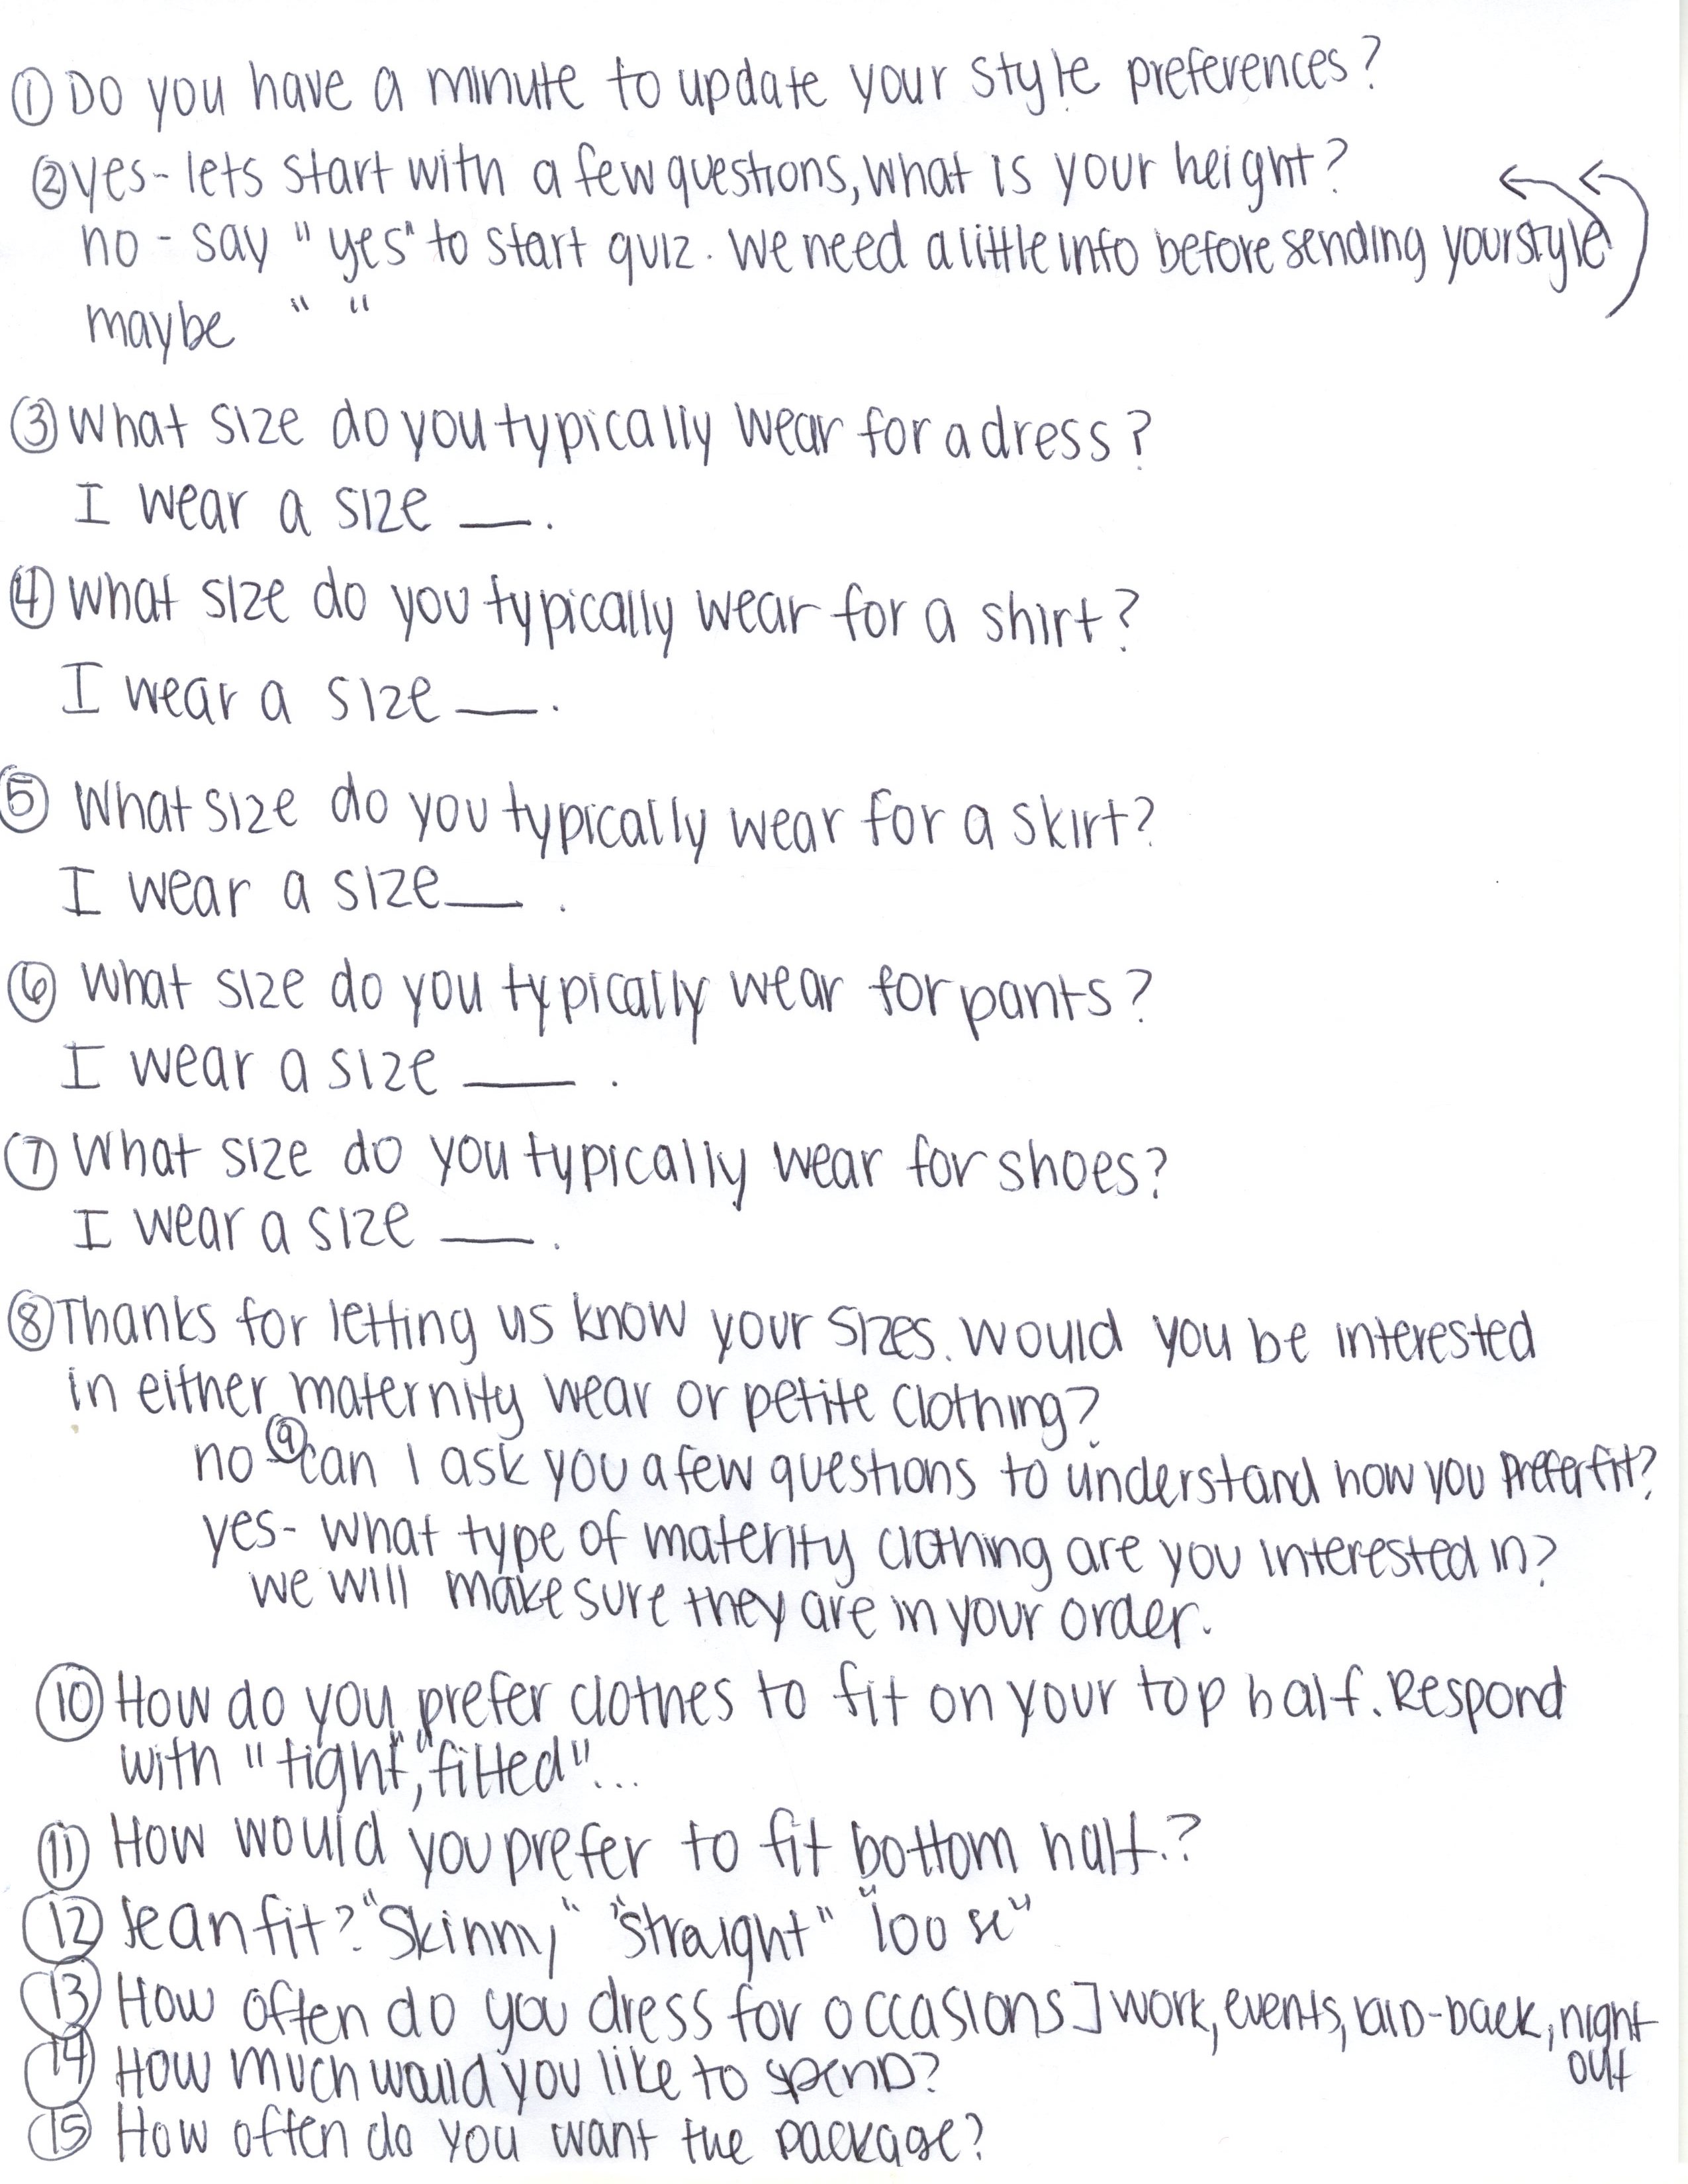 ① Do you have a minute to update your style preferences?
② yes - lets start with a few questions, what is your height?
no - say "yes" to start quiz. We need a little info before sending your style
maybe " "
③ What size do you typically wear for a dress?
I wear a size __.
④ What size do you typically wear for a shirt?
I wear a size __.
⑤ What size do you typically wear for a skirt?
I wear a size __.
⑥ What size do you typically wear for pants?
I wear a size __.
⑦ What size do you typically wear for shoes?
I wear a size __.
⑧ Thanks for letting us know your sizes. Would you be interested
in either maternity wear or petite clothing?
no ⑨ can I ask you a few questions to understand how you prefer fit?
yes - what type of materity clothing are you interested in?
we will make sure they are in your order.
⑩ How do you prefer clothes to fit on your top half. Respond
with "tight", "fitted"...
⑪ How would you prefer to fit bottom half.?
⑫ Jean fit? "Skinny" "straight" "loose"
⑬ How often do you dress for occasions] work, events, laid-back, night
out
⑭ How much would you like to spend?
⑮ How often do you want the package?